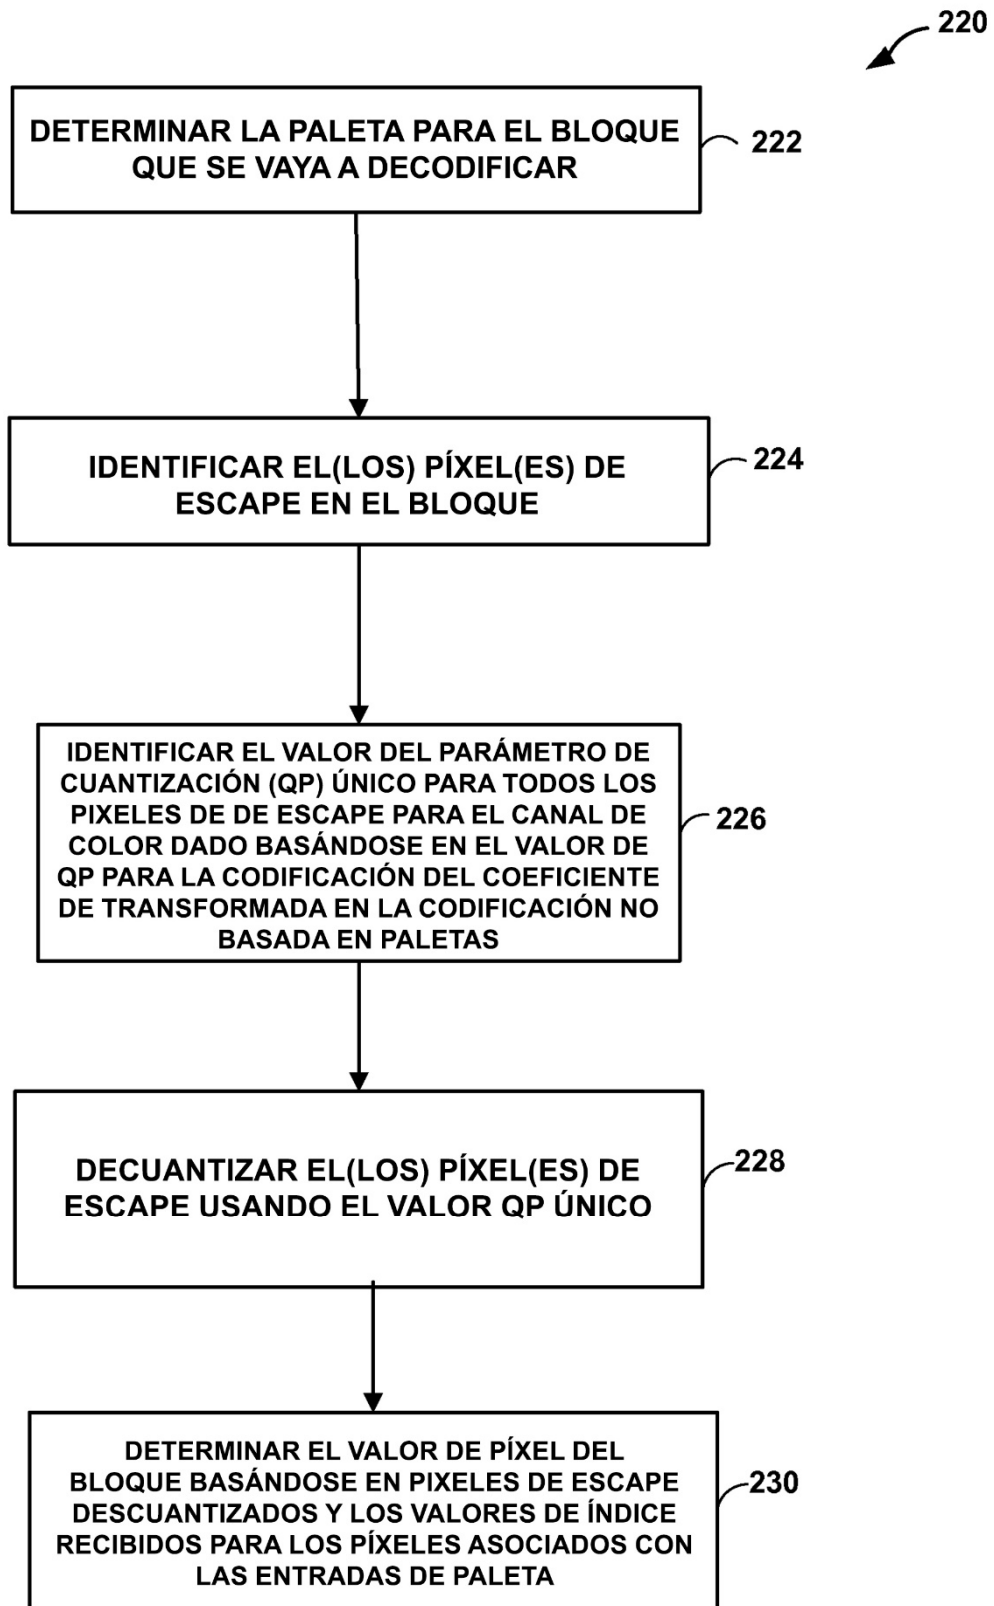 220
DETERMINAR LA PALETA PARA EL BLOQUE
QUE SE VAYA A DECODIFICAR
222
IDENTIFICAR EL(LOS) PÍXEL(ES) DE
ESCAPE EN EL BLOQUE
224
IDENTIFICAR EL VALOR DEL PARÁMETRO DE
CUANTIZACIÓN (QP) ÚNICO PARA TODOS LOS
PIXELES DE DE ESCAPE PARA EL CANAL DE
COLOR DADO BASÁNDOSE EN EL VALOR DE
QP PARA LA CODIFICACIÓN DEL COEFICIENTE
DE TRANSFORMADA EN LA CODIFICACIÓN NO
BASADA EN PALETAS
226
DECUANTIZAR EL(LOS) PÍXEL(ES) DE
ESCAPE USANDO EL VALOR QP ÚNICO
228
DETERMINAR EL VALOR DE PÍXEL DEL
BLOQUE BASÁNDOSE EN PIXELES DE ESCAPE
DESCUANTIZADOS Y LOS VALORES DE ÍNDICE
RECIBIDOS PARA LOS PÍXELES ASOCIADOS CON
LAS ENTRADAS DE PALETA
230